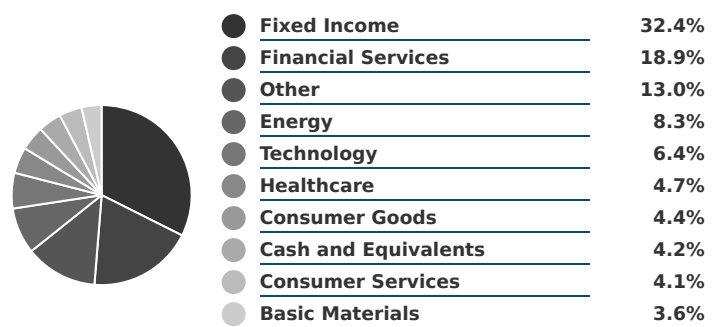 Fixed Income 32.4%
Financial Services 18.9%
Other 13.0%
Energy 8.3%
Technology 6.4%
Healthcare 4.7%
Consumer Goods 4.4%
Cash and Equivalents 4.2%
Consumer Services 4.1%
Basic Materials 3.6%